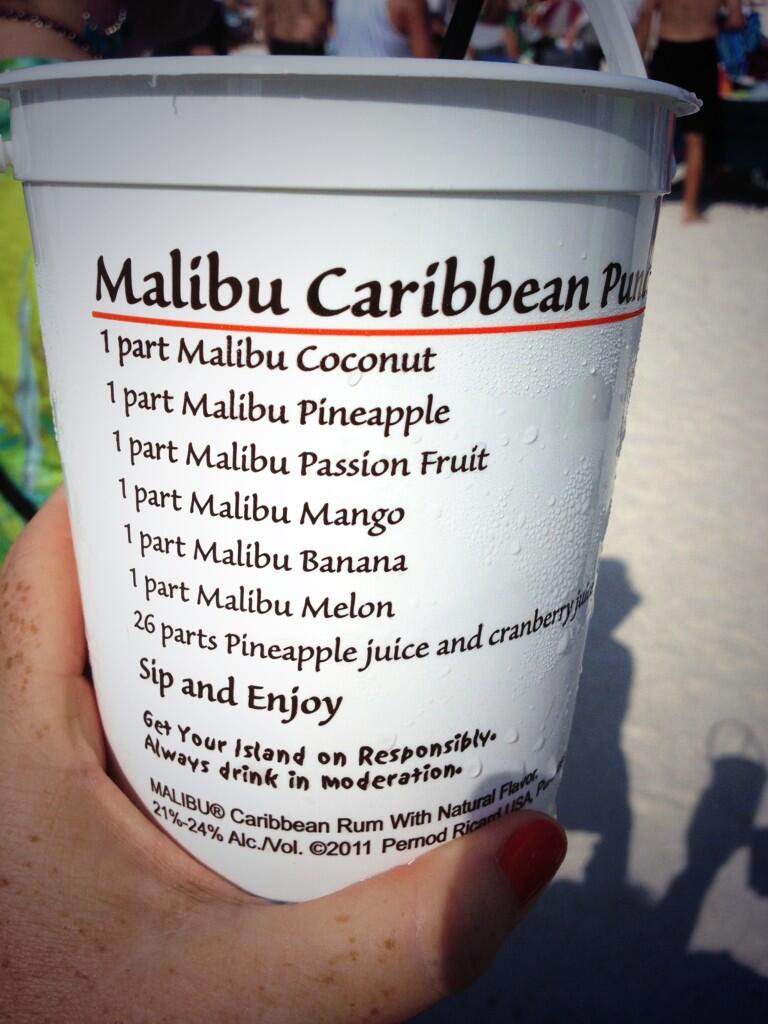 Malibu Caribbean
1 part Malibu Coconut
1 part Malibu Pineapple
1 part Malibu Passion Fruit
1 part Malibu Mango
1 part Malibu Banana
1 part Malibu Melon
26 parts Pineapple juice and cranberry
Sip and Enjoy
Get Your Island on Responsibly.
Always drink in moderation.
MALIBU® Caribbean Rum With Natural Flavor.
21%-24% Alc./Vol. ©2011 Pernod Ricard USA,